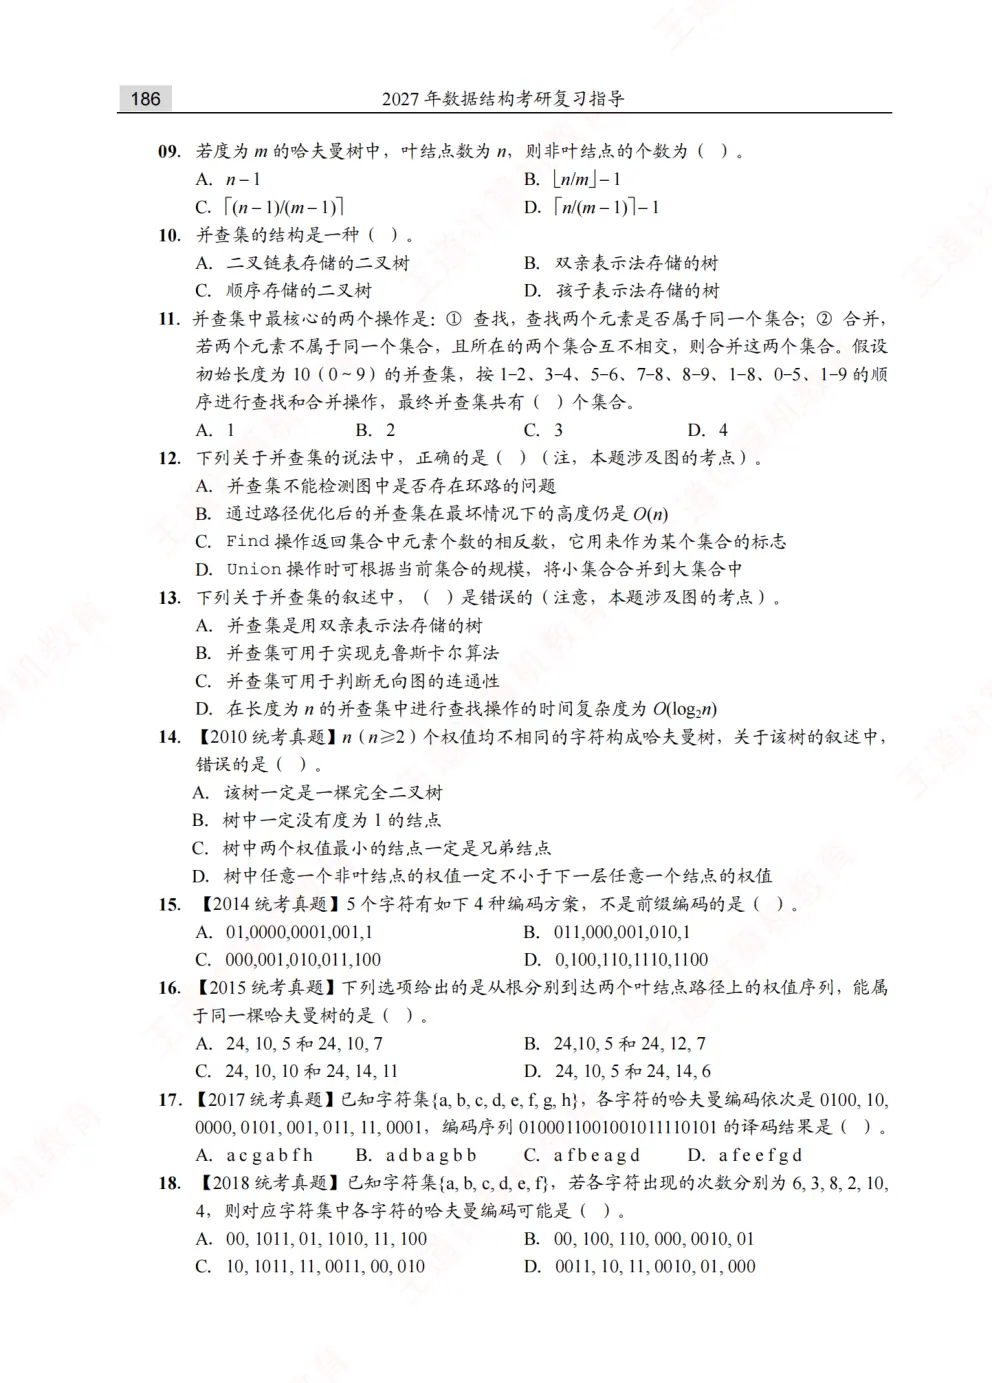 186
2027 年数据结构考研复习指导
09. 若度为 m 的哈夫曼树中，叶结点数为 n，则非叶结点的个数为（ ）。
A. n − 1 B. ⌊n/m⌋ − 1
C. ⌈(n − 1)/(m − 1)⌉ D. ⌈n/(m − 1)⌉ − 1
10. 并查集的结构是一种（ ）。
A. 二叉链表存储的二叉树 B. 双亲表示法存储的树
C. 顺序存储的二叉树 D. 孩子表示法存储的树
11. 并查集中最核心的两个操作是：① 查找，查找两个元素是否属于同一个集合；② 合并，
若两个元素不属于同一个集合，且所在的两个集合互不相交，则合并这两个集合。假设
初始长度为 10（0～9）的并查集，按 1-2、3-4、5-6、7-8、8-9、1-8、0-5、1-9 的顺
序进行查找和合并操作，最终并查集共有（ ）个集合。
A. 1 B. 2 C. 3 D. 4
12. 下列关于并查集的说法中，正确的是（ ）（注，本题涉及图的考点）。
A. 并查集不能检测图中是否存在环路的问题
B. 通过路径优化后的并查集在最坏情况下的高度仍是 O(n)
C. Find 操作返回集合中元素个数的相反数，它用来作为某个集合的标志
D. Union 操作时可根据当前集合的规模，将小集合合并到大集合中
13. 下列关于并查集的叙述中，（ ）是错误的（注意，本题涉及图的考点）。
A. 并查集是用双亲表示法存储的树
B. 并查集可用于实现克鲁斯卡尔算法
C. 并查集可用于判断无向图的连通性
D. 在长度为 n 的并查集中进行查找操作的时间复杂度为 O(log₂n)
14. 【2010 统考真题】n（n≥2）个权值均不相同的字符构成哈夫曼树，关于该树的叙述中，
错误的是（ ）。
A. 该树一定是一棵完全二叉树
B. 树中一定没有度为 1 的结点
C. 树中两个权值最小的结点一定是兄弟结点
D. 树中任意一个非叶结点的权值一定不小于下一层任意一个结点的权值
15. 【2014 统考真题】5 个字符有如下 4 种编码方案，不是前缀编码的是（ ）。
A. 01,0000,0001,001,1 B. 011,000,001,010,1
C. 000,001,010,011,100 D. 0,100,110,1110,1100
16. 【2015 统考真题】下列选项给出的是从根分别到达两个叶结点路径上的权值序列，能属
于同一棵哈夫曼树的是（ ）。
A. 24, 10, 5 和 24, 10, 7 B. 24,10, 5 和 24, 12, 7
C. 24, 10, 10 和 24, 14, 11 D. 24, 10, 5 和 24, 14, 6
17. 【2017 统考真题】已知字符集{a, b, c, d, e, f, g, h}，各字符的哈夫曼编码依次是 0100, 10,
0000, 0101, 001, 011, 11, 0001，编码序列 0100011001001011110101 的译码结果是（ ）。
A. a c g a b f h B. a d b a g b b C. a f b e a g d D. a f e e f g d
18. 【2018 统考真题】已知字符集{a, b, c, d, e, f}，若各字符出现的次数分别为 6, 3, 8, 2, 10,
4，则对应字符集中各字符的哈夫曼编码可能是（ ）。
A. 00, 1011, 01, 1010, 11, 100 B. 00, 100, 110, 000, 0010, 01
C. 10, 1011, 11, 0011, 00, 010 D. 0011, 10, 11, 0010, 01, 000